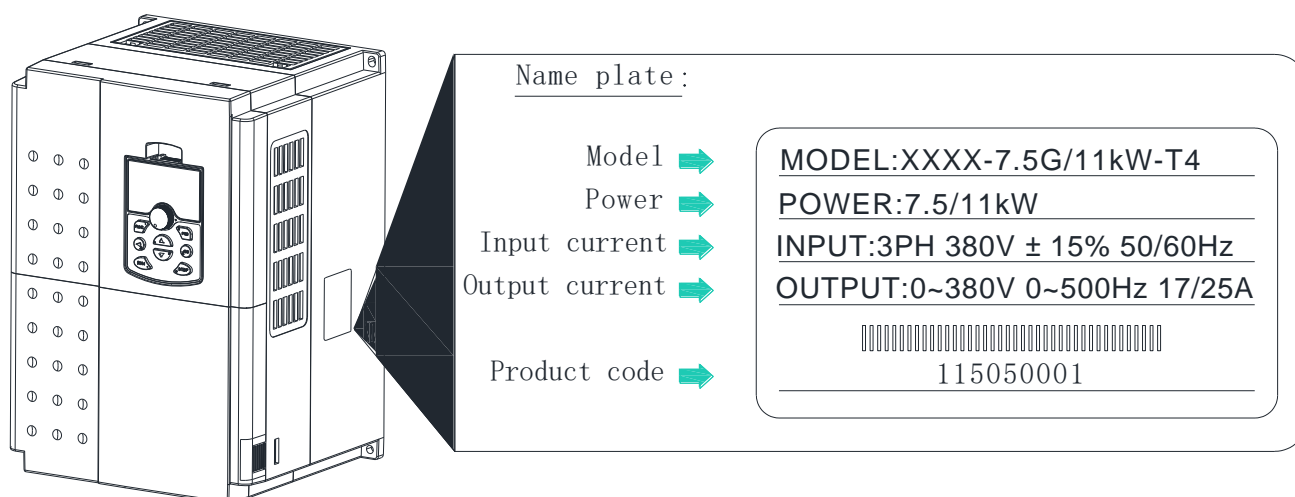 Name plate:
Model
MODEL:XXXX-7.5G/11kW-T4
Power
POWER:7.5/11kW
Input current
INPUT:3PH 380V ± 15% 50/60Hz
Output current
OUTPUT:0~380V 0~500Hz 17/25A
Product code
115050001